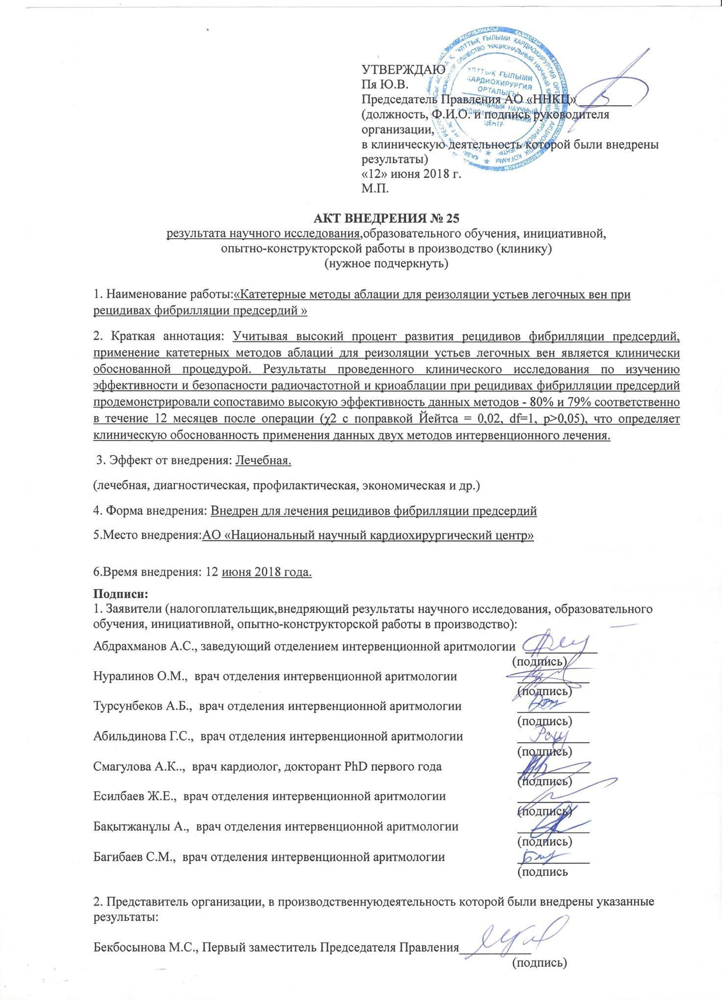 УТВЕРЖДАЮ
Пя Ю.В.
Председатель Правления АО «ННКЦ»
(должность, Ф.И.О. и подпись руководителя
организации,
в клиническую деятельность которой были внедрены
результаты)
«12» июня 2018 г.
М.П.
ҰЛТТЫҚ ҒЫЛЫМИ
КАРДИОХИРУРГИЯ
ОРТАЛЫҒЫ
НАУЧНЫЙ
ЦЕНТР
АКТ ВНЕДРЕНИЯ № 25
результата научного исследования,образовательного обучения, инициативной,
опытно-конструкторской работы в производство (клинику)
(нужное подчеркнуть)
1. Наименование работы:«Катетерные методы аблации для реизоляции устьев легочных вен при
рецидивах фибрилляции предсердий »
2. Краткая аннотация: Учитывая высокий процент развития рецидивов фибрилляции предсердий,
применение катетерных методов аблации для реизоляции устьев легочных вен является клинически
обоснованной процедурой. Результаты проведенного клинического исследования по изучению
эффективности и безопасности радиочастотной и криоаблации при рецидивах фибрилляции предсердий
продемонстрировали сопоставимо высокую эффективность данных методов - 80% и 79% соответственно
в течение 12 месяцев после операции (χ2 с поправкой Йейтса = 0,02, df=1, p>0,05), что определяет
клиническую обоснованность применения данных двух методов интервенционного лечения.
3. Эффект от внедрения: Лечебная.
(лечебная, диагностическая, профилактическая, экономическая и др.)
4. Форма внедрения: Внедрен для лечения рецидивов фибрилляции предсердий
5.Место внедрения:АО «Национальный научный кардиохирургический центр»
6.Время внедрения: 12 июня 2018 года.
Подписи:
1. Заявители (налогоплательщик,внедряющий результаты научного исследования, образовательного
обучения, инициативной, опытно-конструкторской работы в производство):
Абдрахманов А.С., заведующий отделением интервенционной аритмологии
(подпись)
Нуралинов О.М., врач отделения интервенционной аритмологии
(подпись)
Турсунбеков А.Б., врач отделения интервенционной аритмологии
(подпись)
Абильдинова Г.С., врач отделения интервенционной аритмологии
(подпись)
Смагулова А.К.., врач кардиолог, докторант PhD первого года
(подпись)
Есилбаев Ж.Е., врач отделения интервенционной аритмологии
(подпись)
Бақытжанұлы А., врач отделения интервенционной аритмологии
(подпись)
Багибаев С.М., врач отделения интервенционной аритмологии
(подпись
2. Представитель организации, в производственнуюдеятельность которой были внедрены указанные
результаты:
Бекбосынова М.С., Первый заместитель Председателя Правления
(подпись)